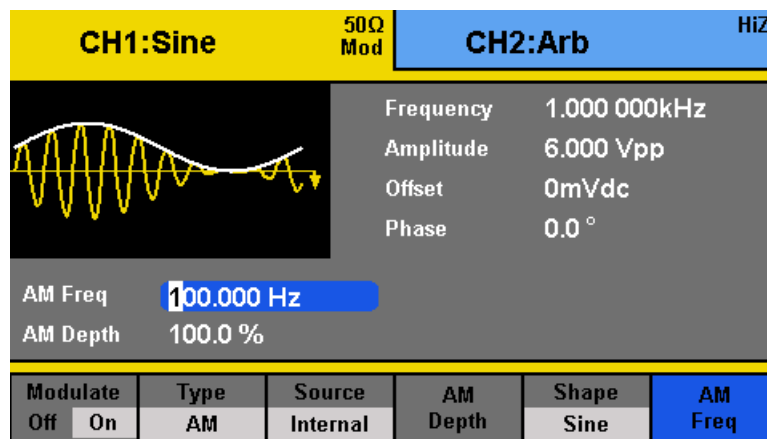 CH1:Sine
50Ω
Mod
CH2:Arb
HiZ
Frequency 1.000 000kHz
Amplitude 6.000 Vpp
Offset 0mVdc
Phase 0.0 °
AM Freq 100.000 Hz
AM Depth 100.0 %
Modulate
Off On
Type
AM
Source
Internal
AM
Depth
Shape
Sine
AM
Freq